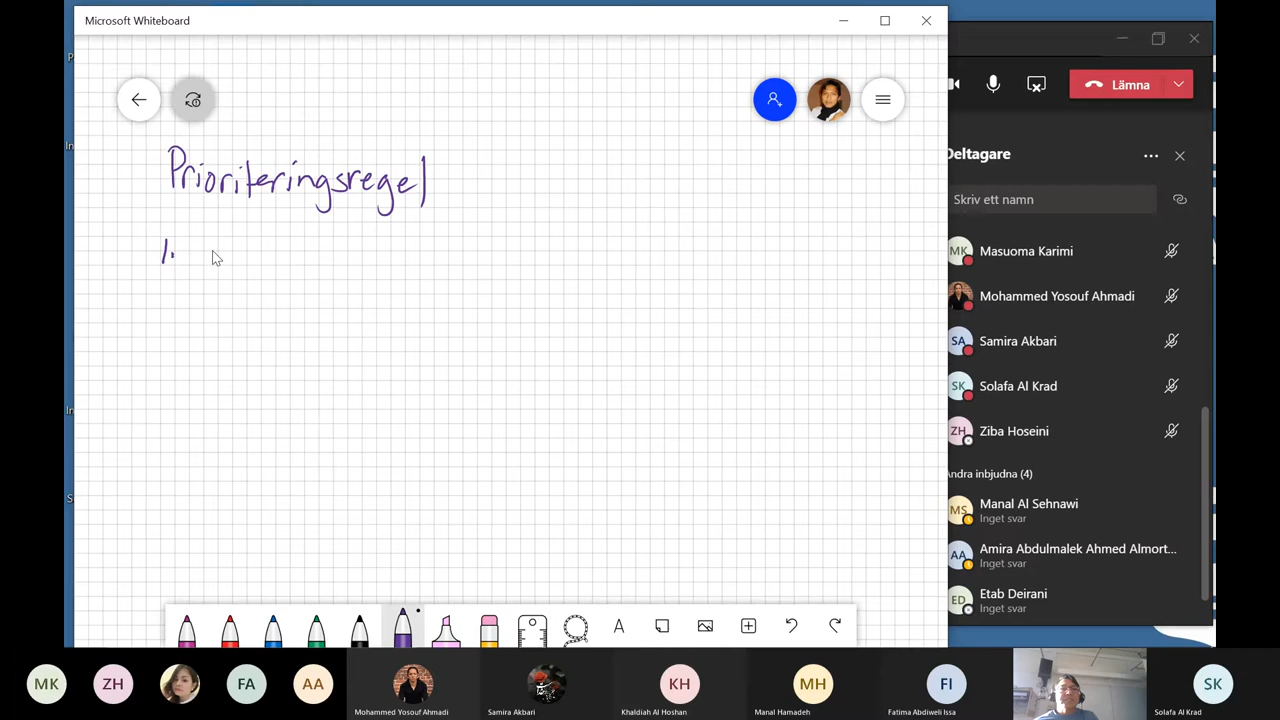 Microsoft Whiteboard
Prioriteringsregel
1.
A
Lämna
Deltagare
Skriv ett namn
MK Masuoma Karimi
Mohammed Yosouf Ahmadi
SA Samira Akbari
SK Solafa Al Krad
ZH Ziba Hoseini
Andra inbjudna (4)
MS Manal Al Sehnawi
Inget svar
AA Amira Abdulmalek Ahmed Almort...
Inget svar
ED Etab Deirani
Inget svar
P
In
In
S
MK ZH FA AA KH MH FI SK
Mohammed Yosouf Ahmadi Samira Akbari Khaldiah Al Hoshan Manal Hamadeh Fatima Abdiweli Issa Solafa Al Krad